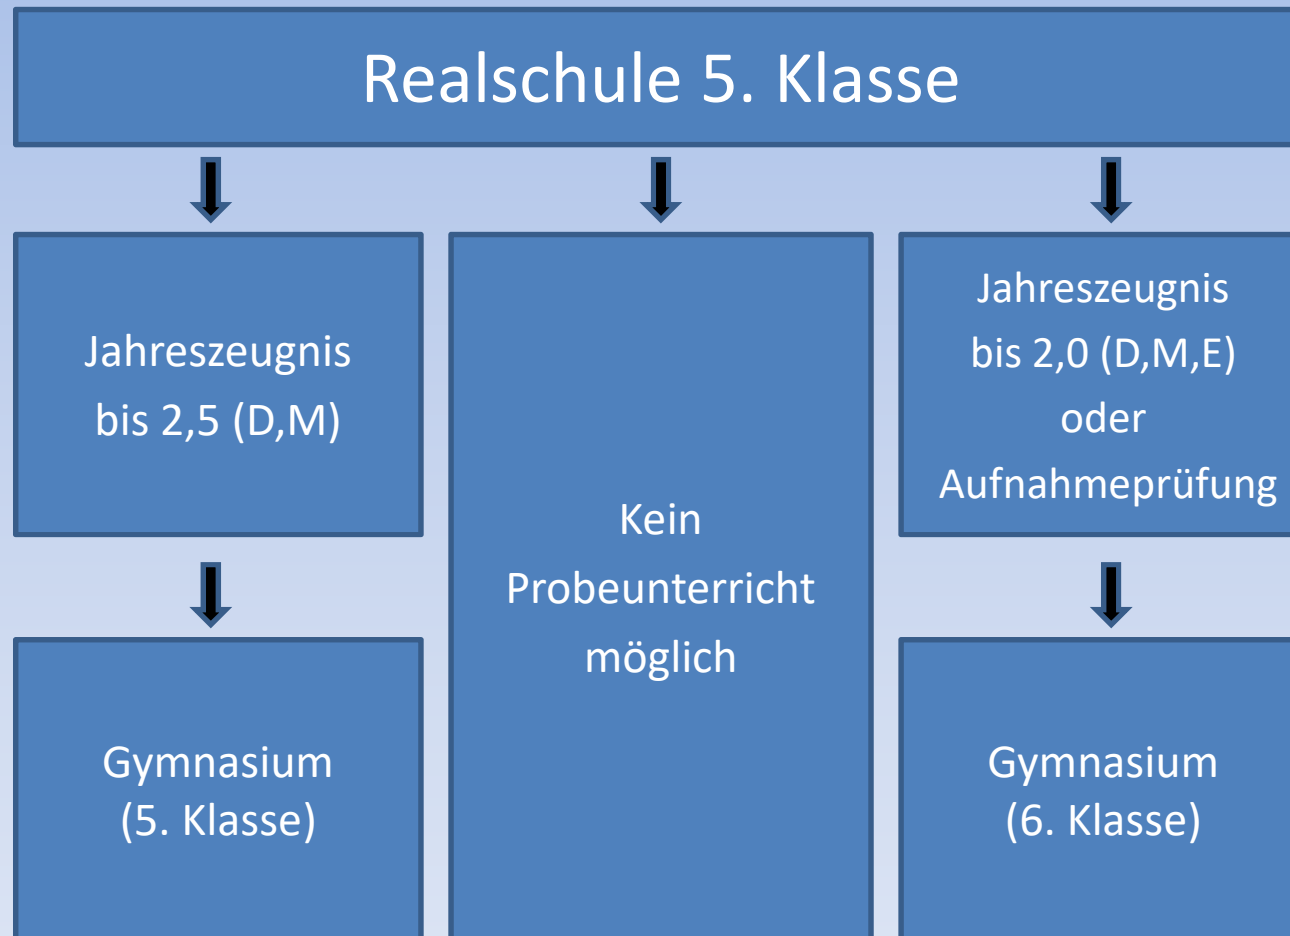 Realschule 5. Klasse
Jahreszeugnis
bis 2,5 (D,M)
Kein
Probeunterricht
möglich
Jahreszeugnis
bis 2,0 (D,M,E)
oder
Aufnahmeprüfung
Gymnasium
(5. Klasse)
Gymnasium
(6. Klasse)